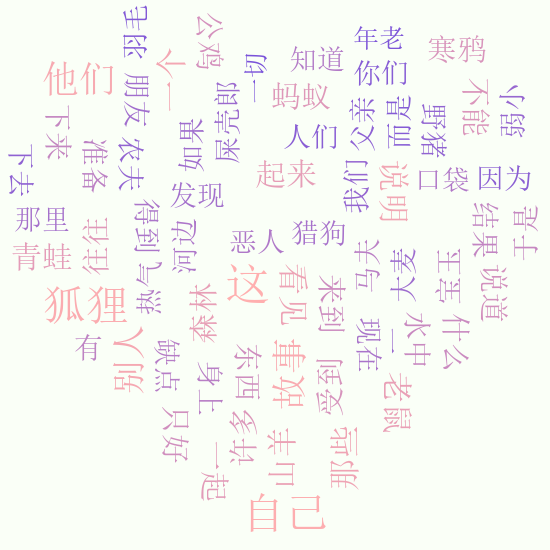 羽毛
公鸡
年老
寒鸦
他们
朋友
一个
一切
知道
你们
蚂蚁
不能
小弱
下来
准备
农夫
如果
屎壳郎
人们
父亲
而是
野猪
下去
起来
我们
说明
口袋
因为
发现
那里
得到
河边
恶人
猎狗
结果
于是
青蛙
往往
热气
马夫
大麦
宝玉
说道
这
看见
来到
狐狸
森林
现在
一
水中
什么
有
别人
缺点
身上
东西
故事
受到
老鼠
只好
许多
山羊
那些
一起
自己